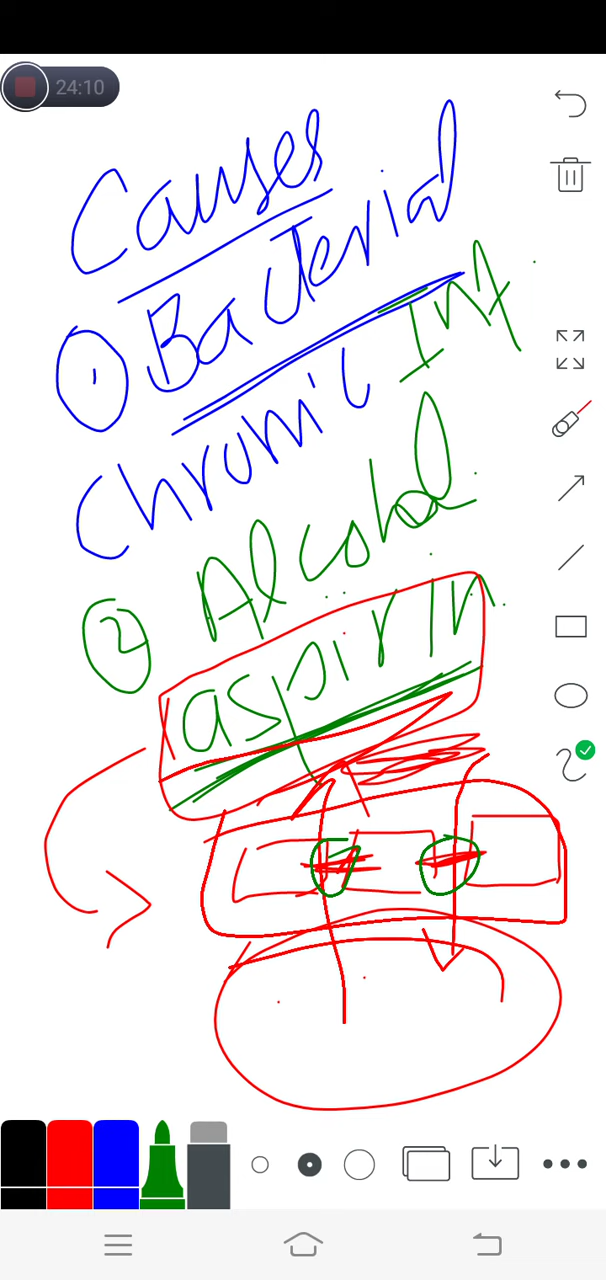 24:10
Causes
① Bacterial Inf.
Chronic
② Alcohol
aspirin